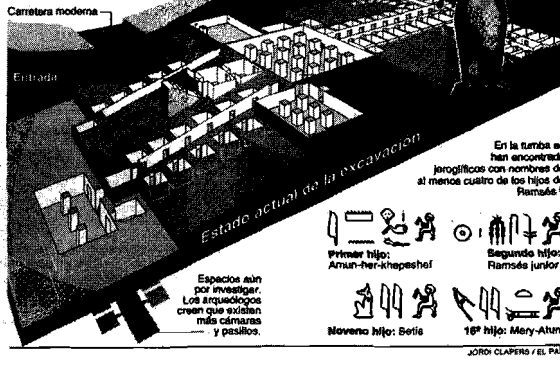 Carretera moderna
Entrada
Estado actual de la excavación
En la tumba se
han encontrado
jeroglíficos con nombres de
al menos cuatro de los hijos de
Ramsés
Primer hijo:
Amun-her-khepeshef
Segundo hijo:
Ramsés junior
Espacios aún
por investigar.
Los arqueólogos
creen que existen
más cámaras
y pasillos.
Noveno hijo: Setis
16º hijo: Mery-Atum
JORDI CLAPERS / EL PAÍS